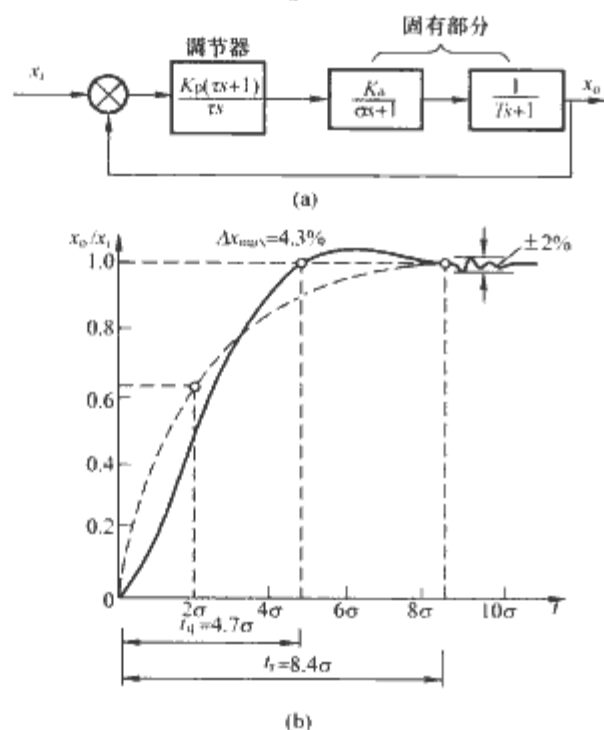 固有部分
调节器
x_i
K_p(τs+1)
τs
K_a
σs+1
1
Ts+1
x_o
(a)
x_o/x_i
Δx_max=4.3%
±2%
1.0
0.8
0.6
0.4
0.2
0
2σ
4σ
6σ
8σ
10σ
t
=4.7σ
=8.4σ
(b)